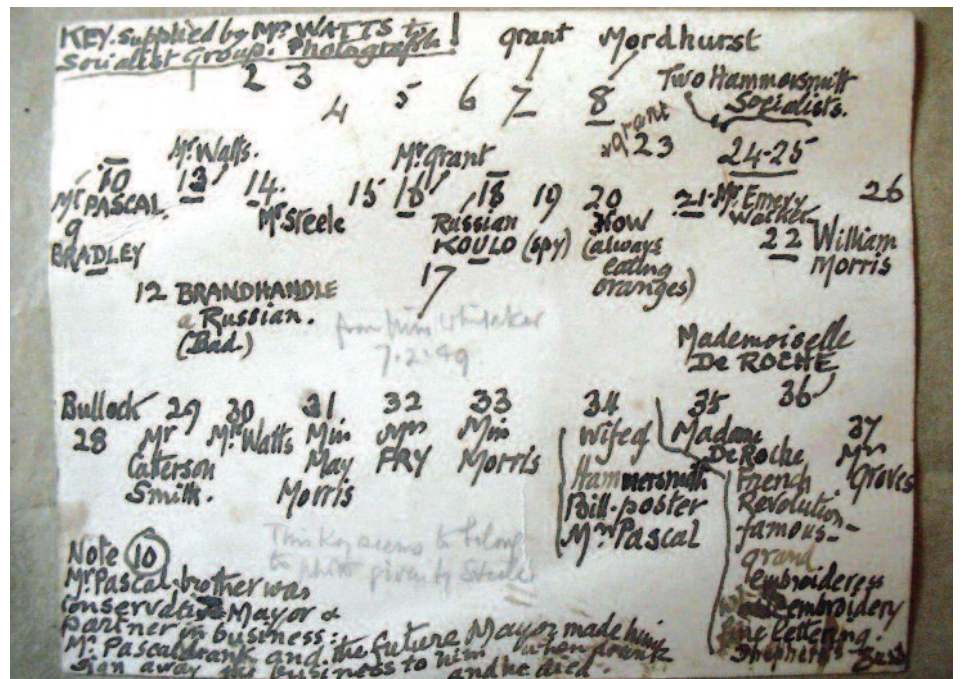 KEY. supplied by Mrs WATTS to
Socialist Group. Photograph!
grant Mordhurst
2 3 4 5 6 7 8
Two Hammersmith
Socialists.
grant
23
24-25
Mr Watts.
Mr Grant
10 13 14. 15 16 18 19 20 21. Mr. Emery
Walker
26
Mr PASCAL
9
BRADLEY
Mr Steele
Russian
KOULO (spy)
17
How
(always
eating
oranges)
22
William
Morris
12 BRANDHANDLE
a Russian.
(Bad.)
from Miss Whitaker
7.2.49.
Mademoiselle
De ROCHE
36
Bullock 29 30 31. 32 33 34 35
28
Mr
Catterson
Smith.
Mrs Watts
Miss
May
Morris
Mrs
FRY
Miss
Morris
wife of
Hammersmith
Bill-poster
Mrs Pascal
Madame
De Roche
French
Revolution
famous
grand
embroideress
embroidery
fine lettering.
37
Mrs
Groves
This Key seems to belong
to photo given by Steele
Note 10
Mr Pascal brother was
Conservative Mayor &
partner in business:
Mr. Pascal drank and the future Mayor made him
sign away the business to him when drunk
and he died.